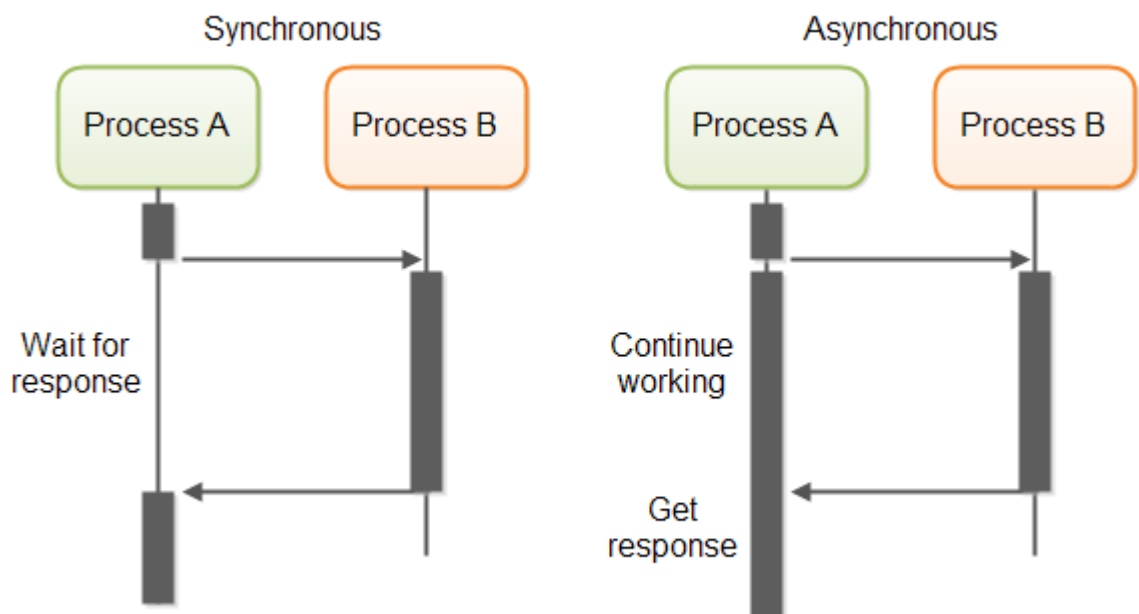 Synchronous
Process A
Process B
Wait for
response
Asynchronous
Process A
Process B
Continue
working
Get
response